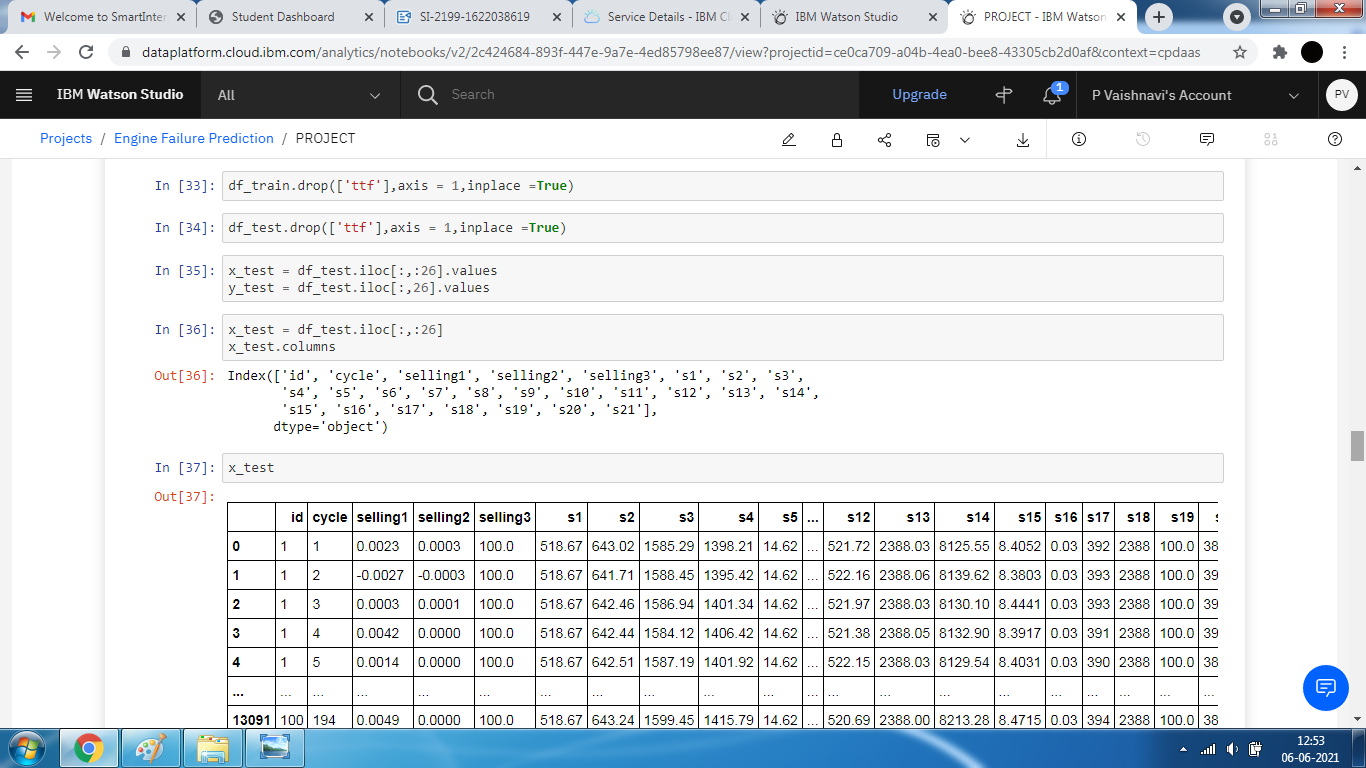 Welcome to SmartInter
Student Dashboard
SI-2199-1622038619
Service Details - IBM Cl
IBM Watson Studio
PROJECT - IBM Watson
dataplatform.cloud.ibm.com/analytics/notebooks/v2/2c424684-893f-447e-9a7e-4ed85798ee87/view?projectid=ce0ca709-a04b-4ea0-bee8-43305cb2d0af&context=cpdaas
IBM Watson Studio
All
Search
Upgrade
1
P Vaishnavi's Account
PV
Projects / Engine Failure Prediction / PROJECT
In [33]: df_train.drop(['ttf'],axis = 1,inplace =True)
In [34]: df_test.drop(['ttf'],axis = 1,inplace =True)
In [35]: x_test = df_test.iloc[:,:26].values
y_test = df_test.iloc[:,26].values
In [36]: x_test = df_test.iloc[:,:26]
x_test.columns
Out[36]: Index(['id', 'cycle', 'selling1', 'selling2', 'selling3', 's1', 's2', 's3',
's4', 's5', 's6', 's7', 's8', 's9', 's10', 's11', 's12', 's13', 's14',
's15', 's16', 's17', 's18', 's19', 's20', 's21'],
dtype='object')
In [37]: x_test
Out[37]:
id cycle selling1 selling2 selling3 s1 s2 s3 s4 s5 ... s12 s13 s14 s15 s16 s17 s18 s19
0 1 1 0.0023 0.0003 100.0 518.67 643.02 1585.29 1398.21 14.62 ... 521.72 2388.03 8125.55 8.4052 0.03 392 2388 100.0 38
1 1 2 -0.0027 -0.0003 100.0 518.67 641.71 1588.45 1395.42 14.62 ... 522.16 2388.06 8139.62 8.3803 0.03 393 2388 100.0 39
2 1 3 0.0003 0.0001 100.0 518.67 642.46 1586.94 1401.34 14.62 ... 521.97 2388.03 8130.10 8.4441 0.03 393 2388 100.0 39
3 1 4 0.0042 0.0000 100.0 518.67 642.44 1584.12 1406.42 14.62 ... 521.38 2388.05 8132.90 8.3917 0.03 391 2388 100.0 39
4 1 5 0.0014 0.0000 100.0 518.67 642.51 1587.19 1401.92 14.62 ... 522.15 2388.03 8129.54 8.4031 0.03 390 2388 100.0 38
... ... ... ... ... ... ... ... ... ... ... ... ... ... ... ... ... ... ... ... ...
13091 100 194 0.0049 0.0000 100.0 518.67 643.24 1599.45 1415.79 14.62 ... 520.69 2388.00 8213.28 8.4715 0.03 394 2388 100.0 38
12:53
06-06-2021